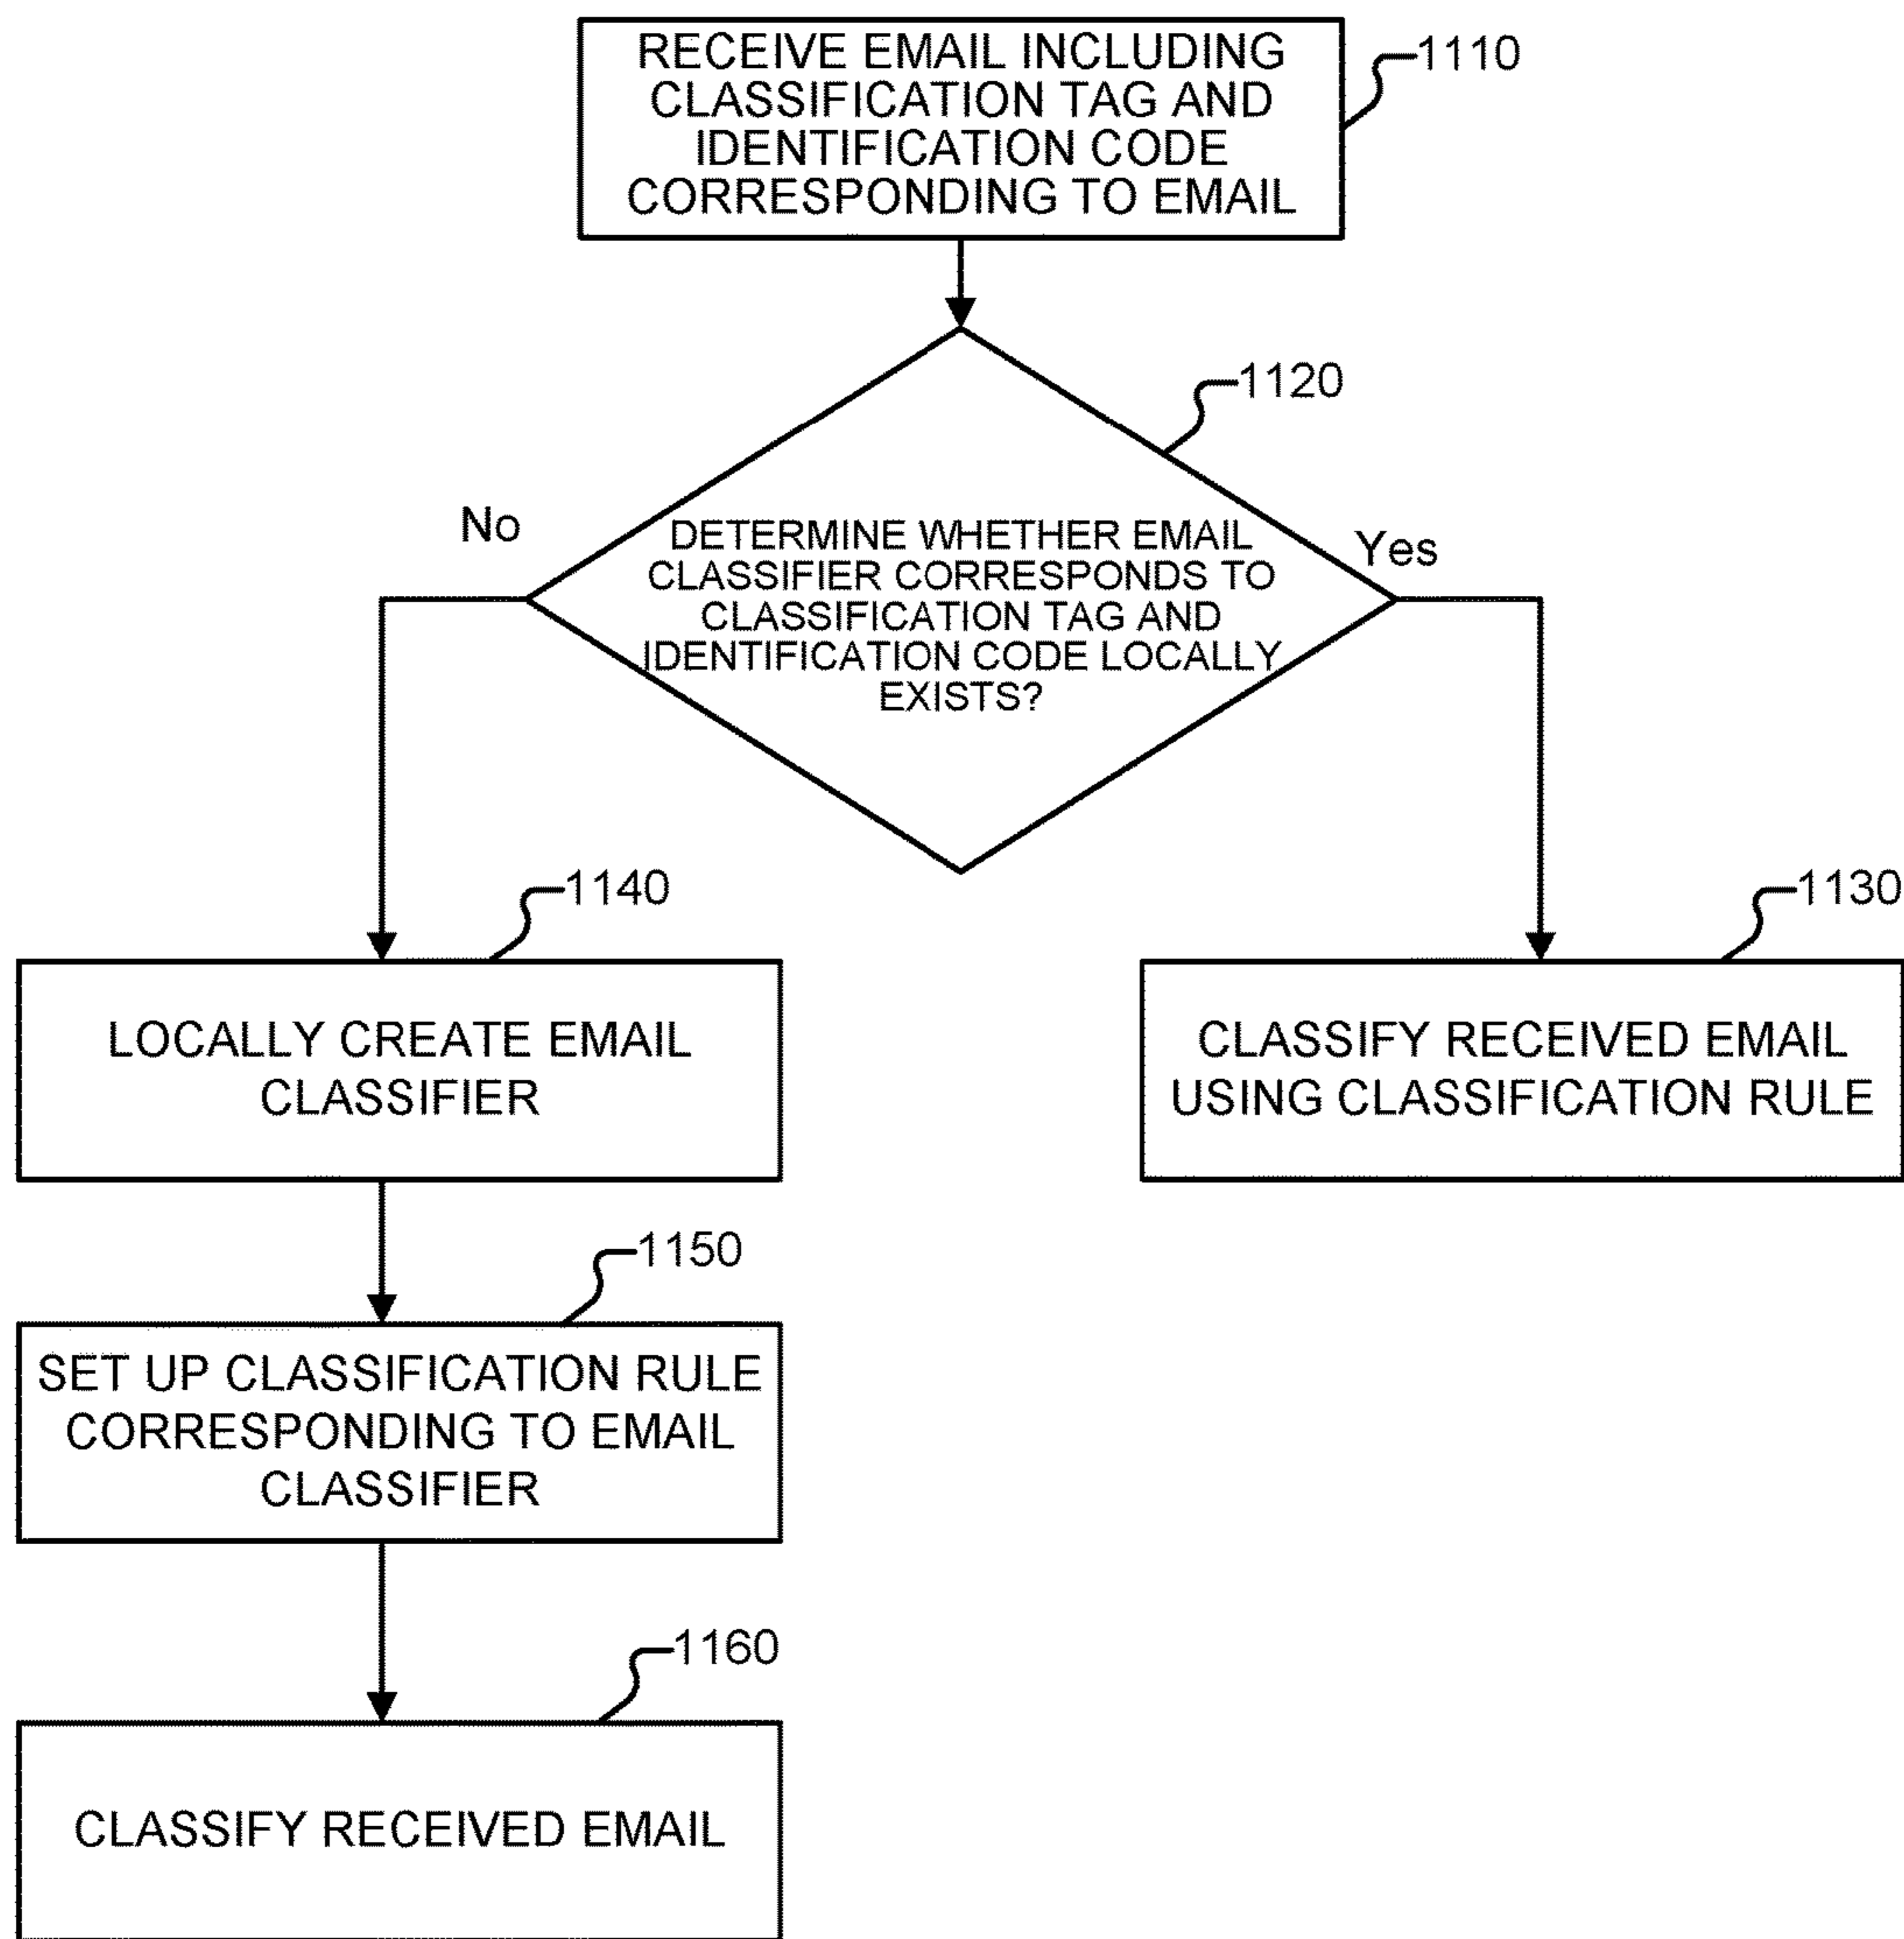 RECEIVE EMAIL INCLUDING
CLASSIFICATION TAG AND
IDENTIFICATION CODE
CORRESPONDING TO EMAIL
1110
1120
No
DETERMINE WHETHER EMAIL
CLASSIFIER CORRESPONDS TO
CLASSIFICATION TAG AND
IDENTIFICATION CODE LOCALLY
EXISTS?
Yes
1140
LOCALLY CREATE EMAIL
CLASSIFIER
1130
CLASSIFY RECEIVED EMAIL
USING CLASSIFICATION RULE
1150
SET UP CLASSIFICATION RULE
CORRESPONDING TO EMAIL
CLASSIFIER
1160
CLASSIFY RECEIVED EMAIL